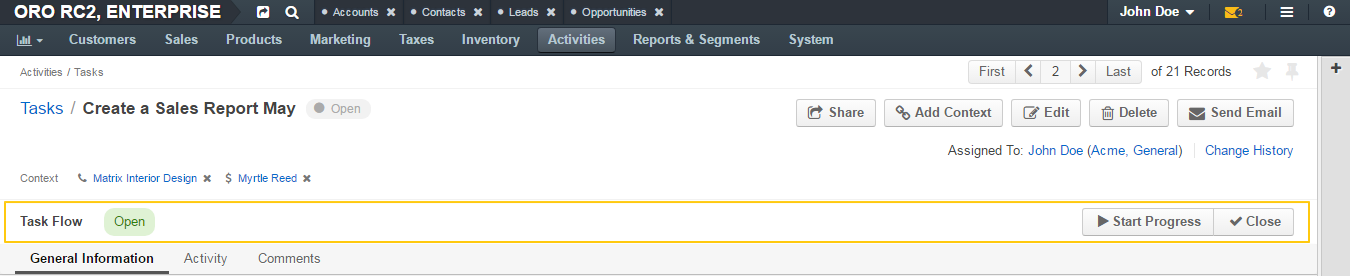 ORO RC2, ENTERPRISE • Accounts ✖ • Contacts ✖ • Leads ✖ • Opportunities ✖ John Doe 2
Customers Sales Products Marketing Taxes Inventory Activities Reports & Segments System
Activities / Tasks First 2 Last of 21 Records
Tasks / Create a Sales Report May Open Share Add Context Edit Delete Send Email
Assigned To: John Doe (Acme, General) Change History
Context Matrix Interior Design ✖ $ Myrtle Reed ✖
Task Flow Open Start Progress Close
General Information Activity Comments